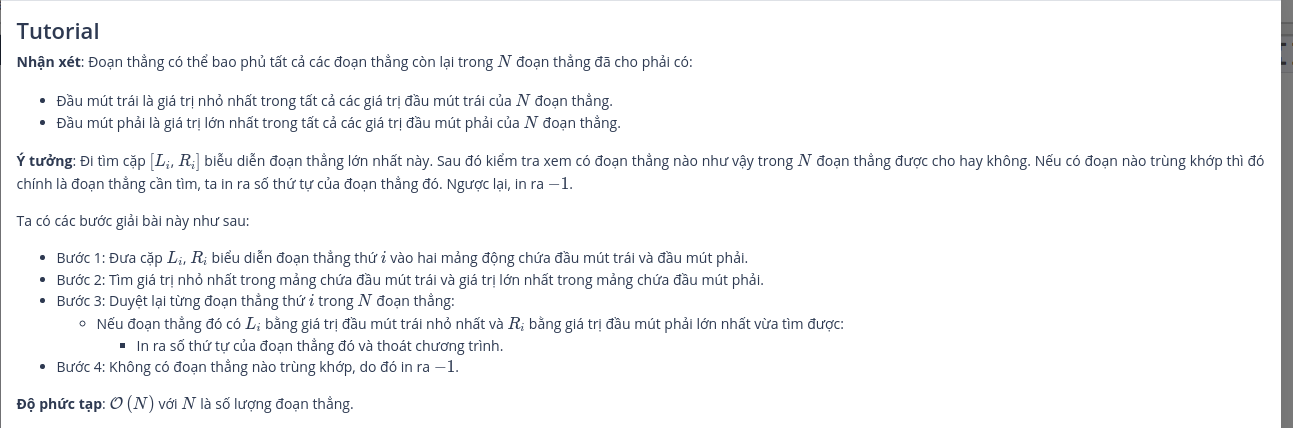 Tutorial
Nhận xét: Đoạn thẳng có thể bao phủ tất cả các đoạn thẳng còn lại trong N đoạn thẳng đã cho phải có:
• Đầu mút trái là giá trị nhỏ nhất trong tất cả các giá trị đầu mút trái của N đoạn thẳng.
• Đầu mút phải là giá trị lớn nhất trong tất cả các giá trị đầu mút phải của N đoạn thẳng.
Ý tưởng: Đi tìm cặp [L_i, R_i] biễu diễn đoạn thẳng lớn nhất này. Sau đó kiểm tra xem có đoạn thẳng nào như vậy trong N đoạn thẳng được cho hay không. Nếu có đoạn nào trùng khớp thì đó
chính là đoạn thẳng cần tìm, ta in ra số thứ tự của đoạn thẳng đó. Ngược lại, in ra −1.
Ta có các bước giải bài này như sau:
• Bước 1: Đưa cặp L_i, R_i biểu diễn đoạn thẳng thứ i vào hai mảng động chứa đầu mút trái và đầu mút phải.
• Bước 2: Tìm giá trị nhỏ nhất trong mảng chứa đầu mút trái và giá trị lớn nhất trong mảng chứa đầu mút phải.
• Bước 3: Duyệt lại từng đoạn thẳng thứ i trong N đoạn thẳng:
◦ Nếu đoạn thẳng đó có L_i bằng giá trị đầu mút trái nhỏ nhất và R_i bằng giá trị đầu mút phải lớn nhất vừa tìm được:
▪ In ra số thứ tự của đoạn thẳng đó và thoát chương trình.
• Bước 4: Không có đoạn thẳng nào trùng khớp, do đó in ra −1.
Độ phức tạp: O (N) với N là số lượng đoạn thẳng.